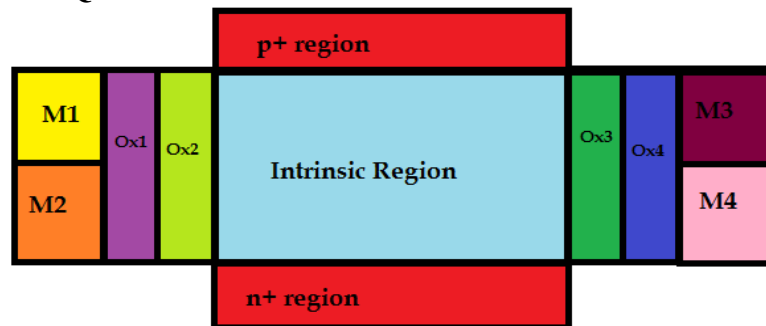 p+ region
M1 Ox1 Ox2 Intrinsic Region Ox3 Ox4 M3
M2 M4
n+ region